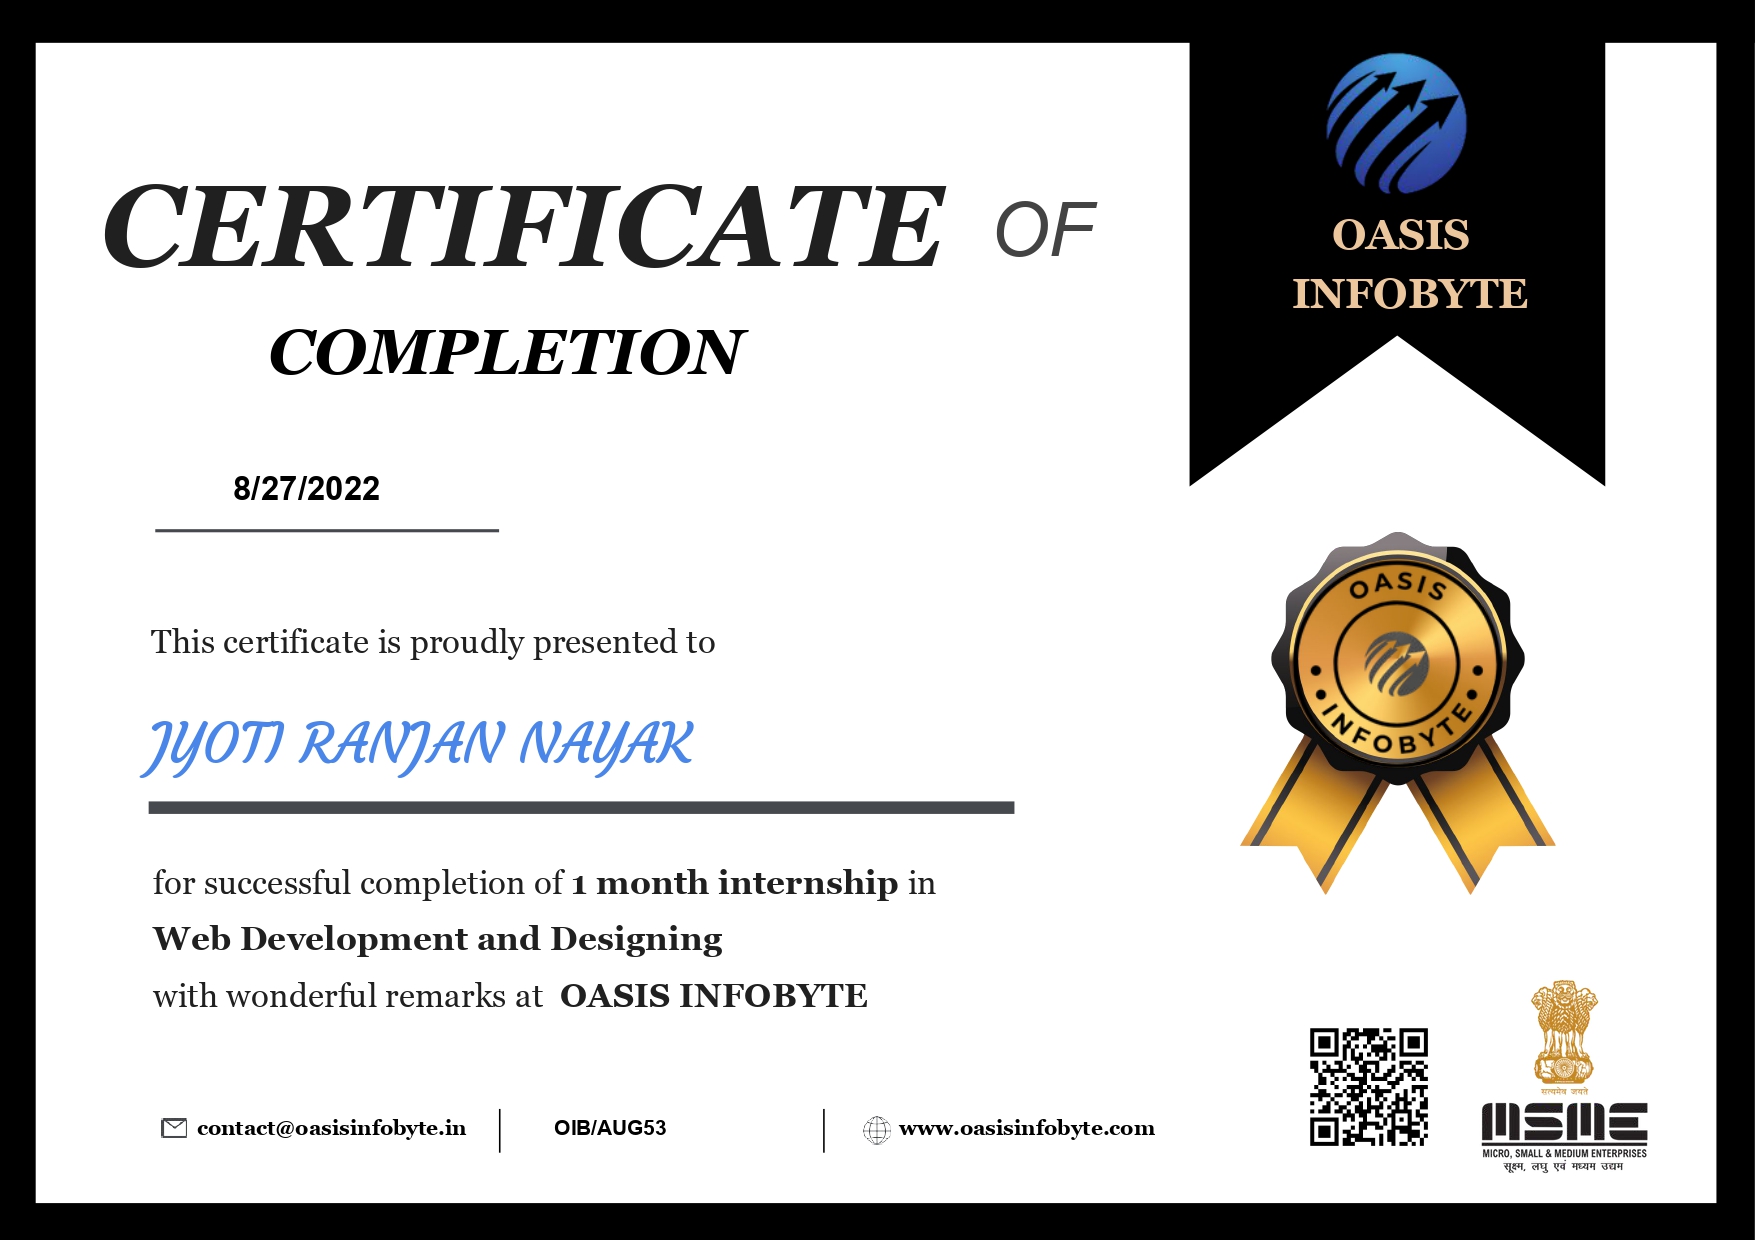 CERTIFICATE OF
COMPLETION
OASIS
INFOBYTE
8/27/2022
This certificate is proudly presented to
JYOTI RANJAN NAYAK
for successful completion of 1 month internship in
Web Development and Designing
with wonderful remarks at OASIS INFOBYTE
OASIS
INFOBYTE
contact@oasisinfobyte.in
OIB/AUG53
www.oasisinfobyte.com
सत्यमेव जयते
MSME
MICRO, SMALL & MEDIUM ENTERPRISES
सूक्ष्म, लघु एवं मध्यम उद्यम